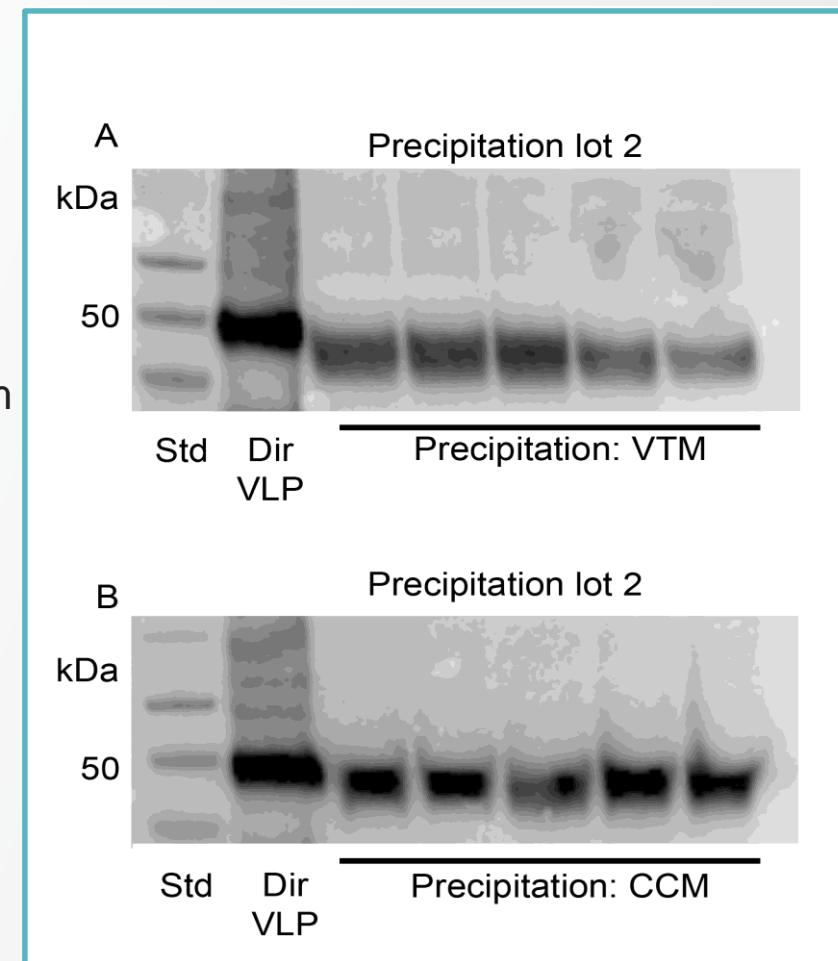 A
Precipitation lot 2
kDa
50
Std
Dir
VLP
Precipitation: VTM
B
Precipitation lot 2
kDa
50
Std
Dir
VLP
Precipitation: CCM